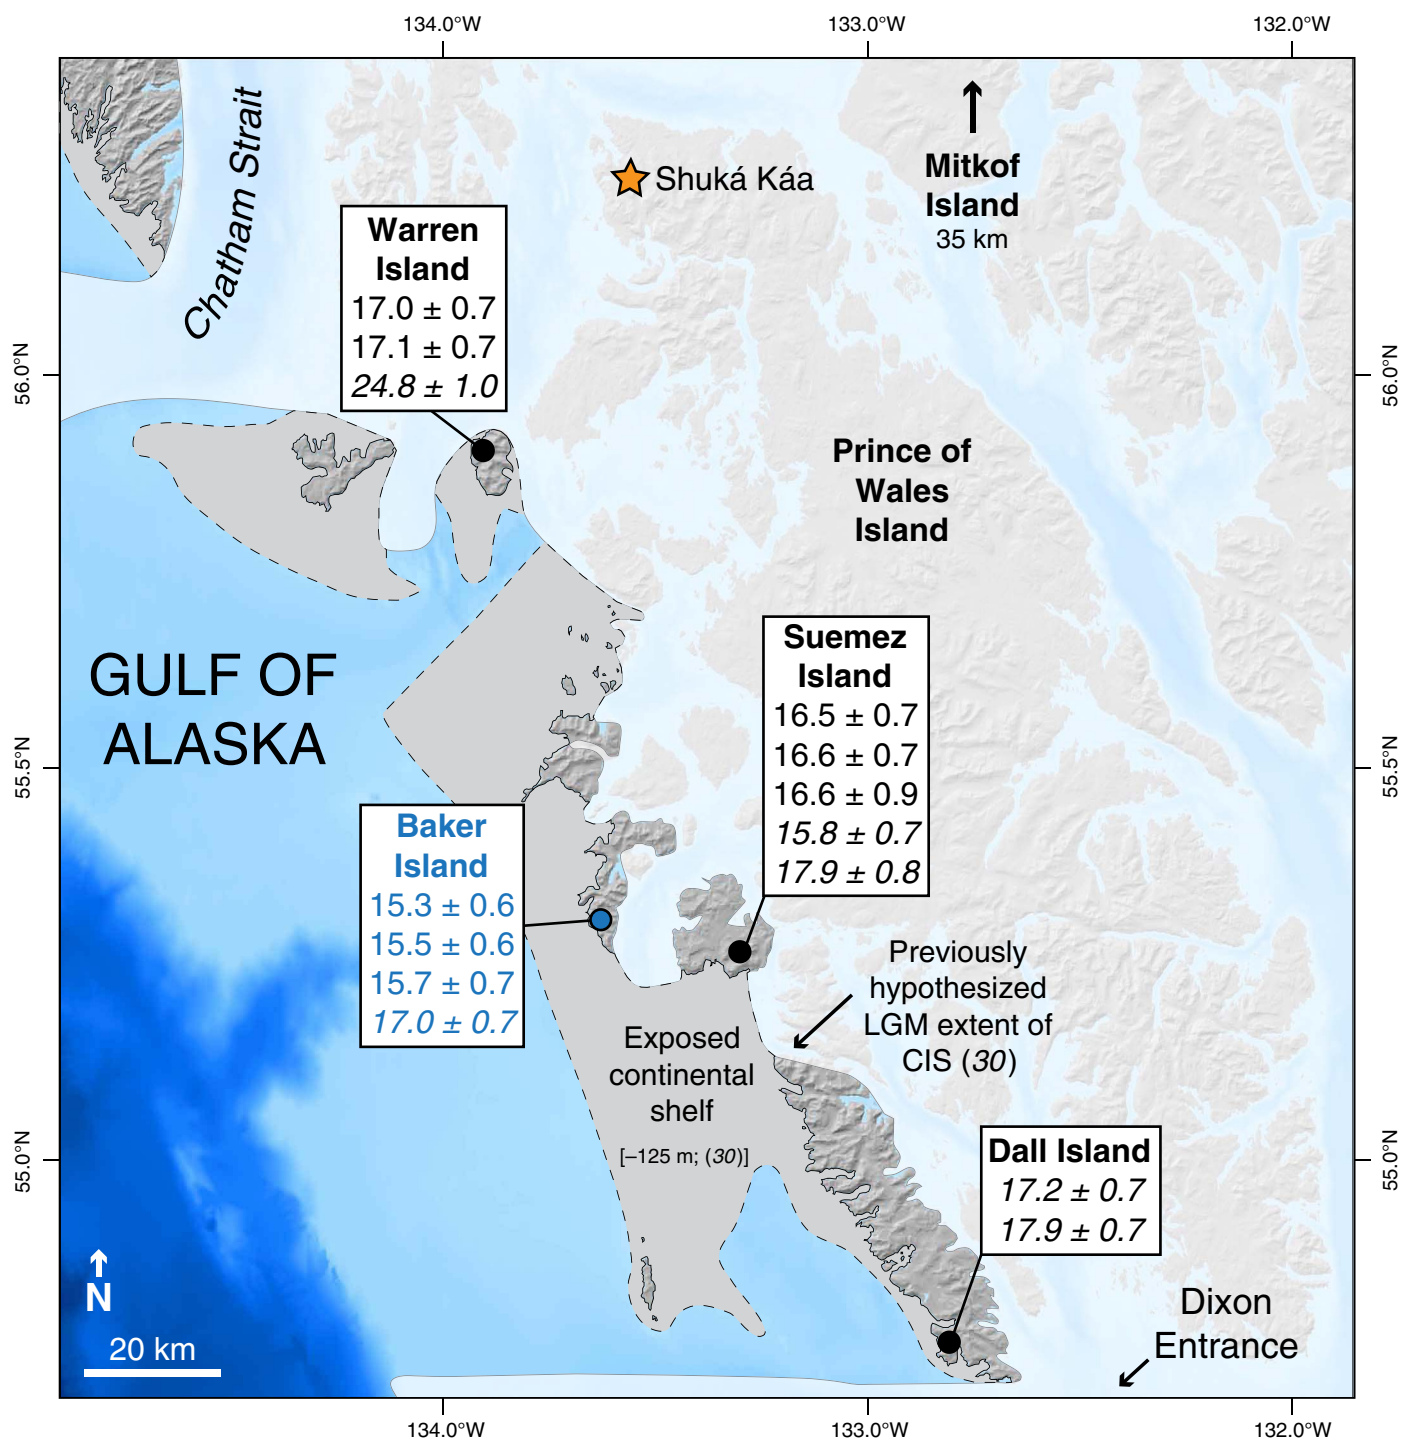 134.0°W
133.0°W
132.0°W
Chatham Strait
Shuká Káa
Mitkof
Island
35 km
Warren
Island
17.0 ± 0.7
17.1 ± 0.7
24.8 ± 1.0
56.0°N
56.0°N
Prince of
Wales
Island
GULF OF
ALASKA
Suemez
Island
16.5 ± 0.7
16.6 ± 0.7
16.6 ± 0.9
15.8 ± 0.7
17.9 ± 0.8
55.5°N
55.5°N
Baker
Island
15.3 ± 0.6
15.5 ± 0.6
15.7 ± 0.7
17.0 ± 0.7
Previously
hypothesized
LGM extent of
CIS (30)
Exposed
continental
shelf
[–125 m; (30)]
Dall Island
17.2 ± 0.7
17.9 ± 0.7
55.0°N
55.0°N
N
20 km
Dixon
Entrance
134.0°W
133.0°W
132.0°W